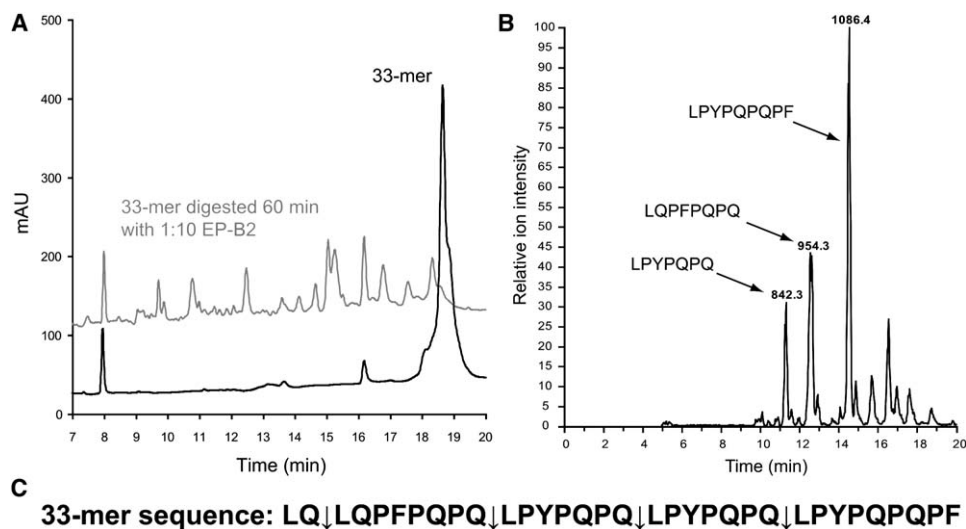 A
500
400
300
200
100
0
mAU
33-mer
33-mer digested 60 min
with 1:10 EP-B2
7 8 9 10 11 12 13 14 15 16 17 18 19 20
Time (min)
B
100
95
90
85
80
75
70
65
60
55
50
45
40
35
30
25
20
15
10
5
0
Relative ion intensity
1086.4
LPYPQPQPF
LQPFPQPQ
954.3
LPYPQPQ
842.3
0 2 4 6 8 10 12 14 16 18 20
Time (min)
C
33-mer sequence: LQ↓LQPFPQPQ↓LPYPQPQ↓LPYPQPQ↓LPYPQPQPF